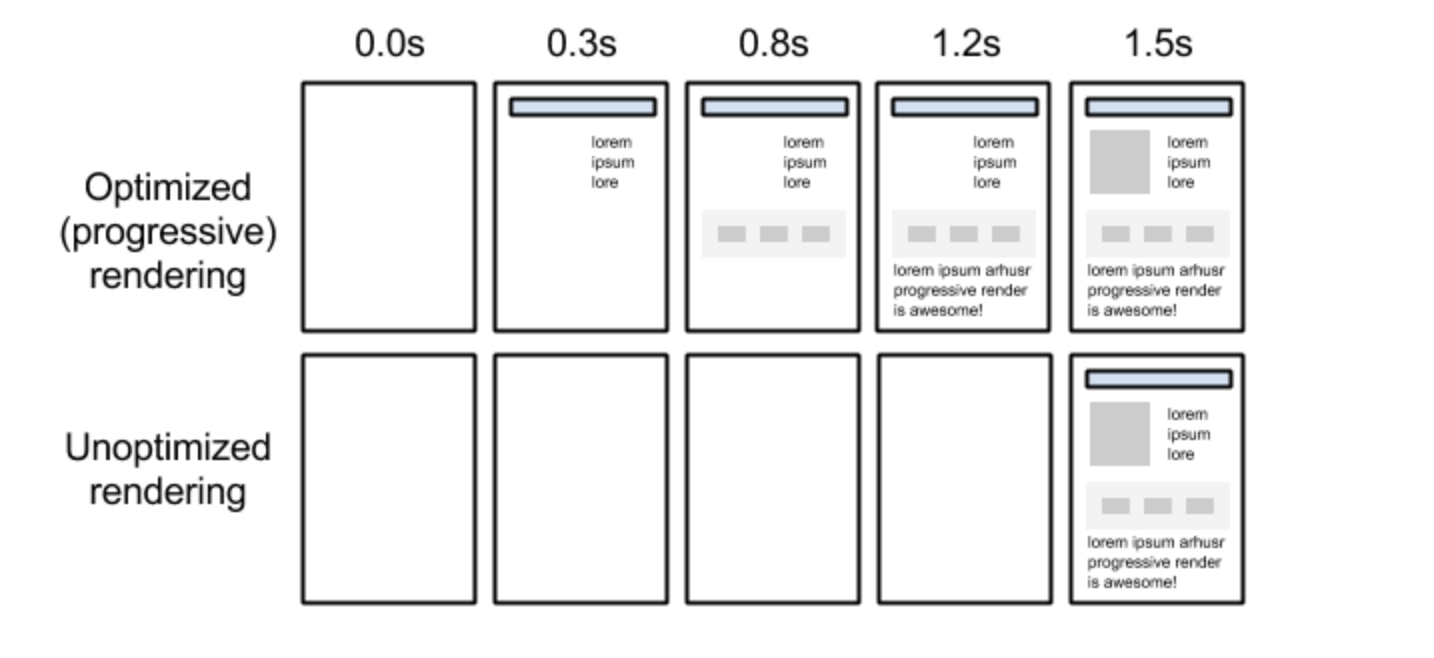 0.0s 0.3s 0.8s 1.2s 1.5s
Optimized
(progressive)
rendering
lorem
ipsum
lore
lorem
ipsum
lore
lorem
ipsum
lore
lorem ipsum arhusr
progressive render
is awesome!
lorem
ipsum
lore
lorem ipsum arhusr
progressive render
is awesome!
Unoptimized
rendering
lorem
ipsum
lore
lorem ipsum arhusr
progressive render
is awesome!